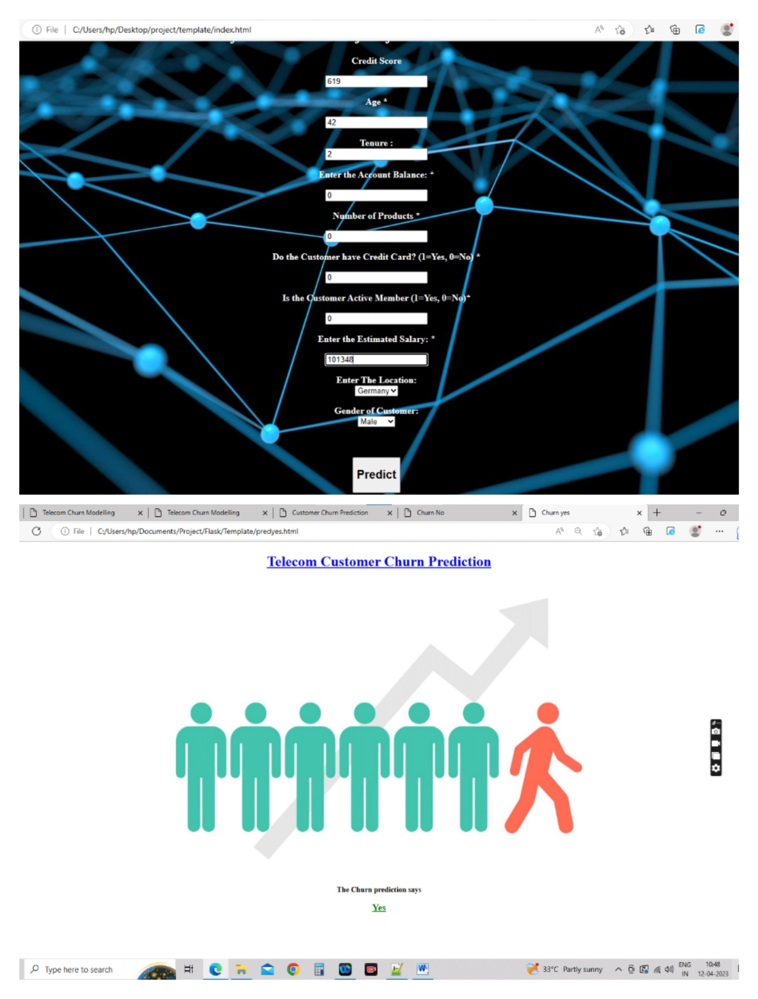 File | C:/Users/hp/Desktop/project/template/index.html
Credit Score
619
Age *
42
Tenure :
2
Enter the Account Balance: *
0
Number of Products *
0
Do the Customer have Credit Card? (1=Yes, 0=No) *
0
Is the Customer Active Member (1=Yes, 0=No)*
0
Enter the Estimated Salary: *
101348
Enter The Location:
Germany
Gender of Customer:
Male
Predict
Telecom Churn Modelling Telecom Churn Modelling Customer Churn Prediction Churn No Churn yes
File | C:/Users/hp/Documents/Project/Flask/Template/predyes.html
Telecom Customer Churn Prediction
The Churn prediction says
Yes
Type here to search 33°C Partly sunny ENG 10:48
IN 12-04-2023